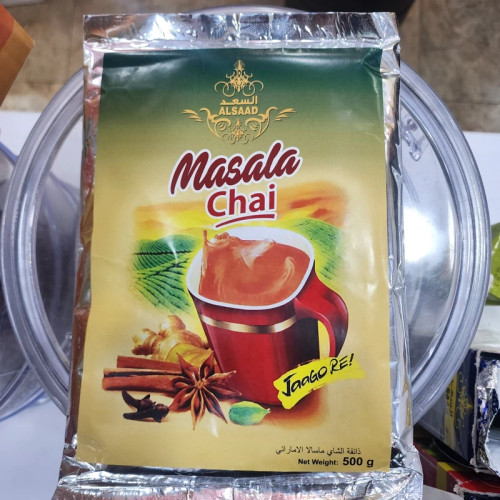 السعد
ALSAAD
Masala
Chai
JaaGO RE!
ذائقة الشاي ماسالا الاماراتي
Net Weight: 500 g